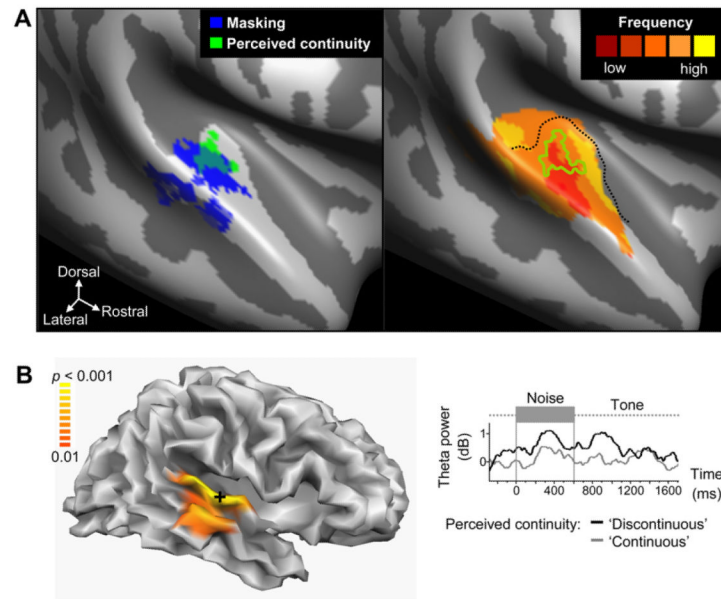 A
Masking
Perceived continuity
Frequency
low high
Dorsal
Lateral
Rostral
B
p < 0.001
0.01
Noise
Tone
Theta power
(dB)
1
0
Time
(ms)
0 400 800 1200 1600
Perceived continuity: 'Discontinuous'
'Continuous'